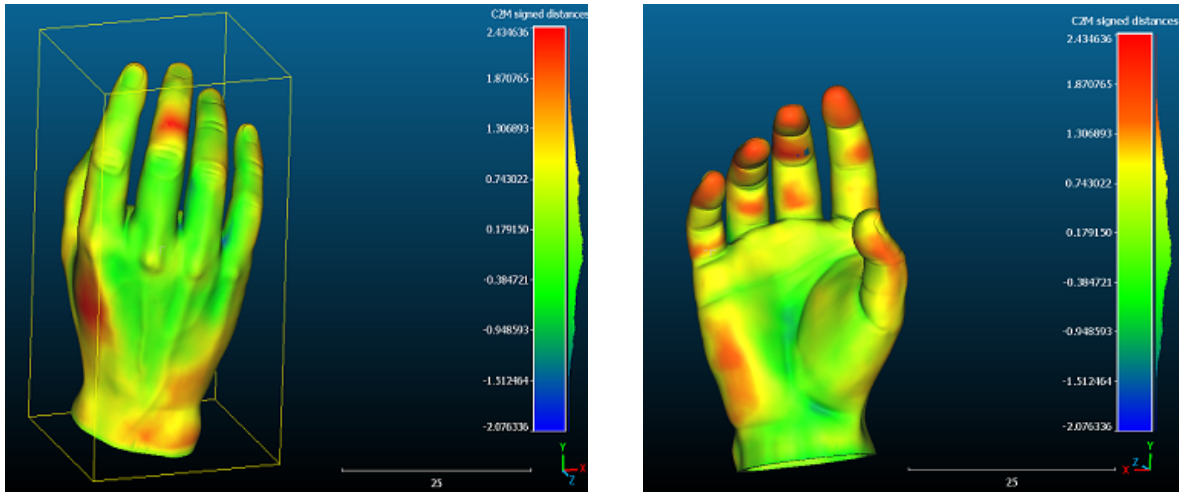 C2M signed distances
2.434636
1.870765
1.306893
0.743022
0.179150
-0.384721
-0.948593
-1.512464
-2.076336
Y
X
Z
25
C2M signed distances
2.434636
1.870765
1.306893
0.743022
0.179150
-0.384721
-0.948593
-1.512464
-2.076336
Y
Z
X
25